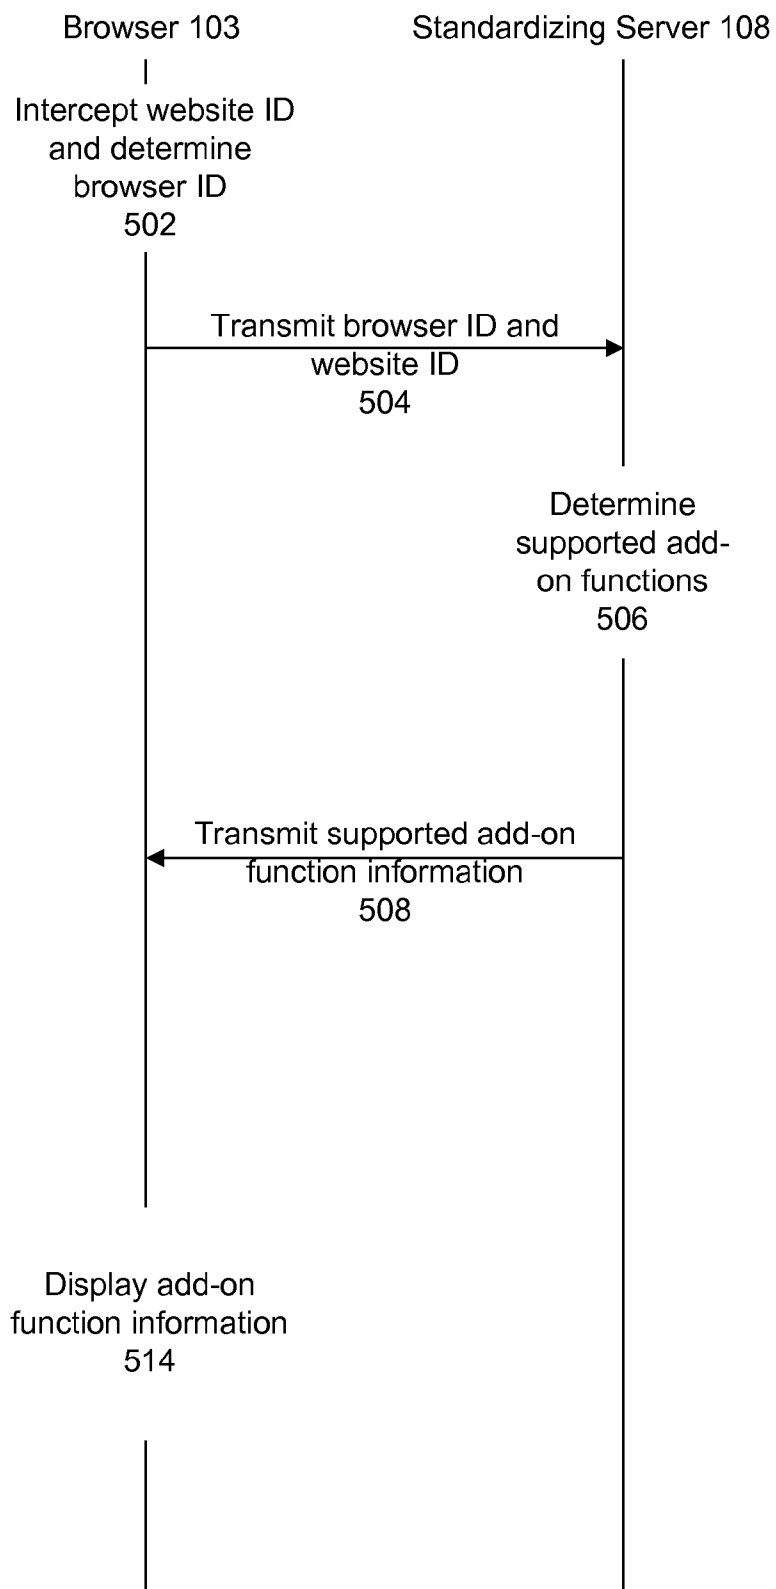 Browser 103
Standardizing Server 108
Intercept website ID
and determine
browser ID
502
Transmit browser ID and
website ID
504
Determine
supported add-
on functions
506
Transmit supported add-on
function information
508
Display add-on
function information
514